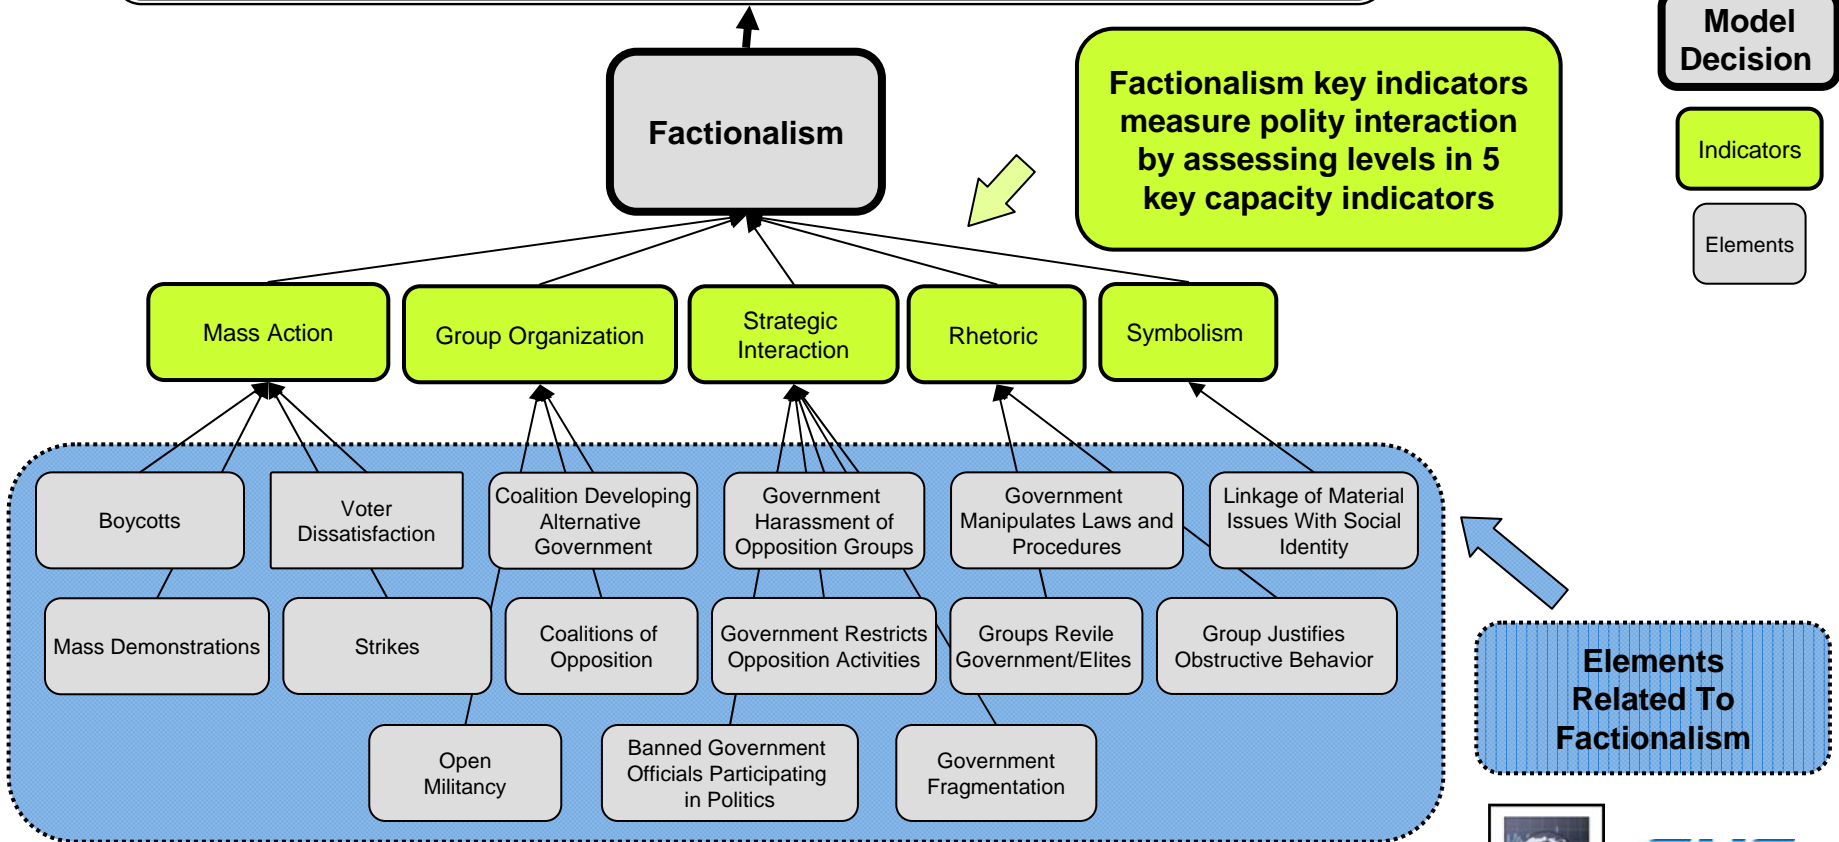 Model
Decision
Factionalism
Factionalism key indicators
measure polity interaction
by assessing levels in 5
key capacity indicators
Indicators
Elements
Mass Action
Group Organization
Strategic
Interaction
Rhetoric
Symbolism
Boycotts
Voter
Dissatisfaction
Coalition Developing
Alternative
Government
Government
Harassment of
Opposition Groups
Government
Manipulates Laws and
Procedures
Linkage of Material
Issues With Social
Identity
Mass Demonstrations
Strikes
Coalitions of
Opposition
Government Restricts
Opposition Activities
Groups Revile
Government/Elites
Group Justifies
Obstructive Behavior
Elements
Related To
Factionalism
Open
Militancy
Banned Government
Officials Participating
in Politics
Government
Fragmentation